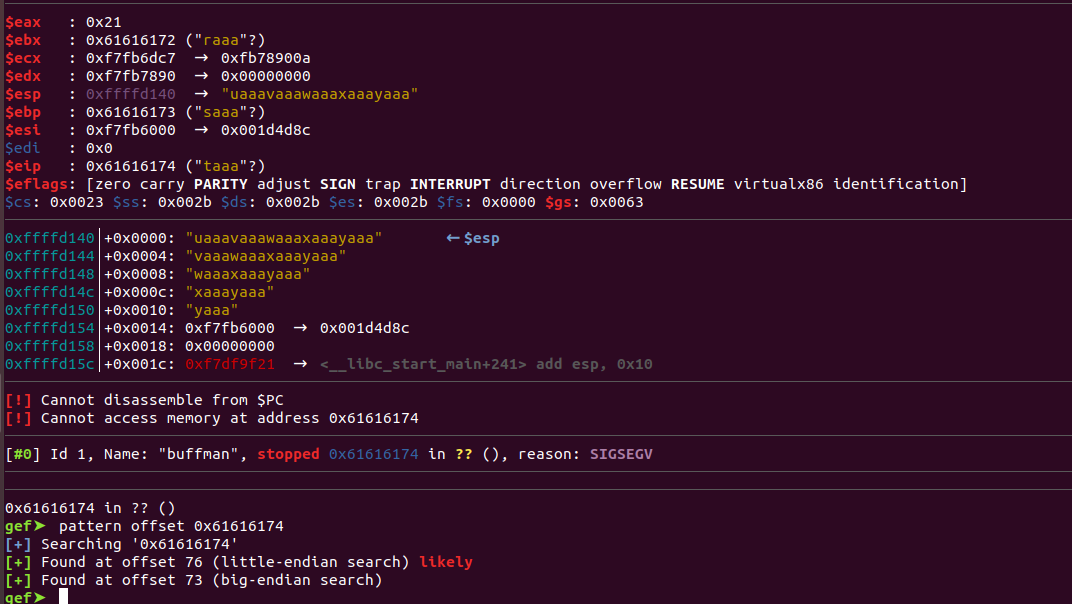 $eax   : 0x21
$ebx   : 0x61616172 ("raaa"?)
$ecx   : 0xf7fb6dc7  →  0xfb78900a
$edx   : 0xf7fb7890  →  0x00000000
$esp   : 0xffffd140  →  "uaaavaaawaaaxaaayaaa"
$ebp   : 0x61616173 ("saaa"?)
$esi   : 0xf7fb6000  →  0x001d4d8c
$edi   : 0x0
$eip   : 0x61616174 ("taaa"?)
$eflags: [zero carry PARITY adjust SIGN trap INTERRUPT direction overflow RESUME virtualx86 identification]
$cs: 0x0023 $ss: 0x002b $ds: 0x002b $es: 0x002b $fs: 0x0000 $gs: 0x0063
0xffffd140│+0x0000: "uaaavaaawaaaxaaayaaa"	 ← $esp
0xffffd144│+0x0004: "vaaawaaaxaaayaaa"
0xffffd148│+0x0008: "waaaxaaayaaa"
0xffffd14c│+0x000c: "xaaayaaa"
0xffffd150│+0x0010: "yaaa"
0xffffd154│+0x0014: 0xf7fb6000  →  0x001d4d8c
0xffffd158│+0x0018: 0x00000000
0xffffd15c│+0x001c: 0xf7df9f21  →  <__libc_start_main+241> add esp, 0x10
[!] Cannot disassemble from $PC
[!] Cannot access memory at address 0x61616174
[#0] Id 1, Name: "buffman", stopped 0x61616174 in ?? (), reason: SIGSEGV
0x61616174 in ?? ()
gef➤  pattern offset 0x61616174
[+] Searching '0x61616174'
[+] Found at offset 76 (little-endian search) likely
[+] Found at offset 73 (big-endian search)
gef➤